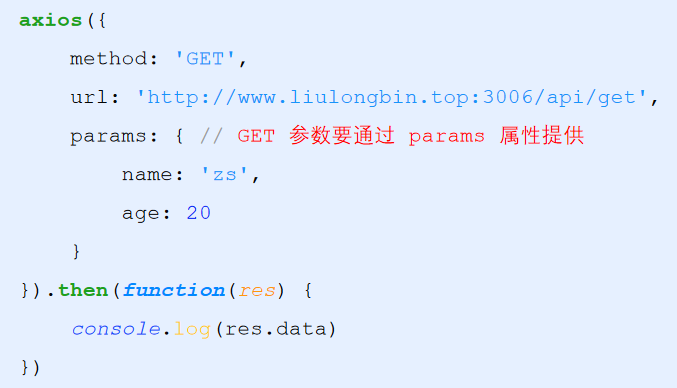 axios({
    method: 'GET',
    url: 'http://www.liulongbin.top:3006/api/get',
    params: { // GET 参数要通过 params 属性提供
        name: 'zs',
        age: 20
    }
}).then(function(res) {
    console.log(res.data)
})